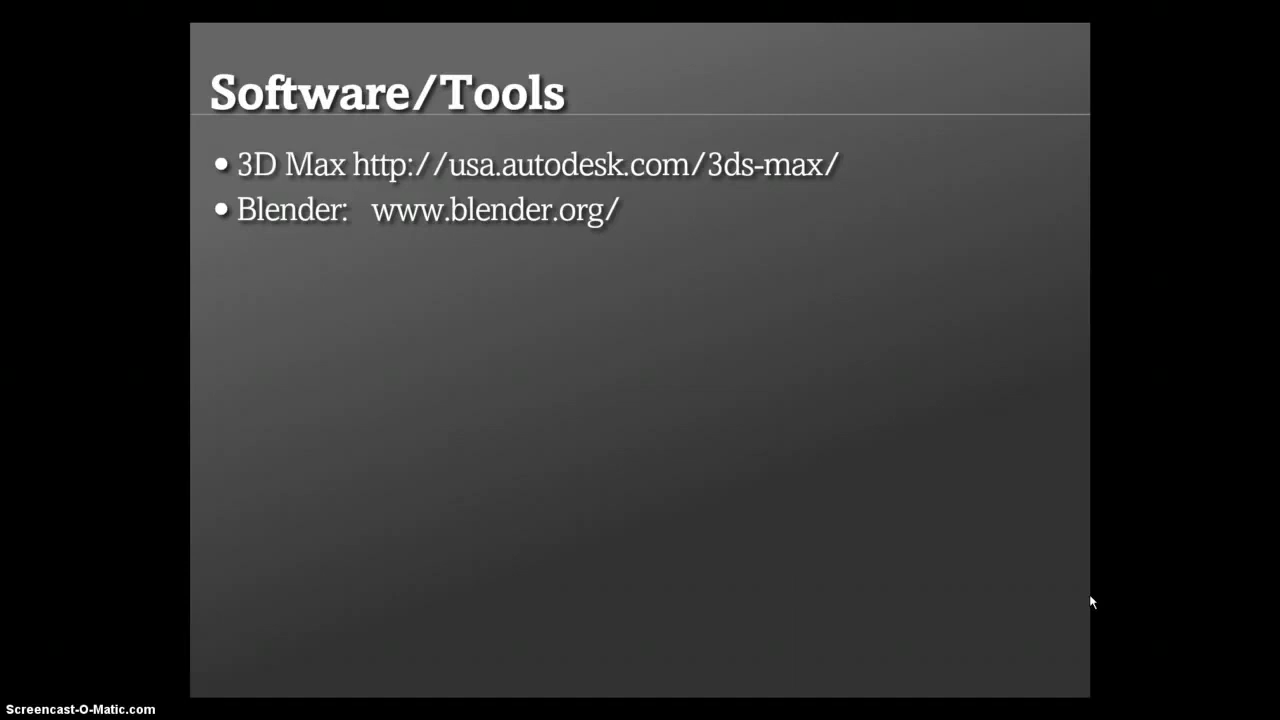 Software/Tools
• 3D Max http://usa.autodesk.com/3ds-max/
• Blender: www.blender.org/
Screencast-O-Matic.com